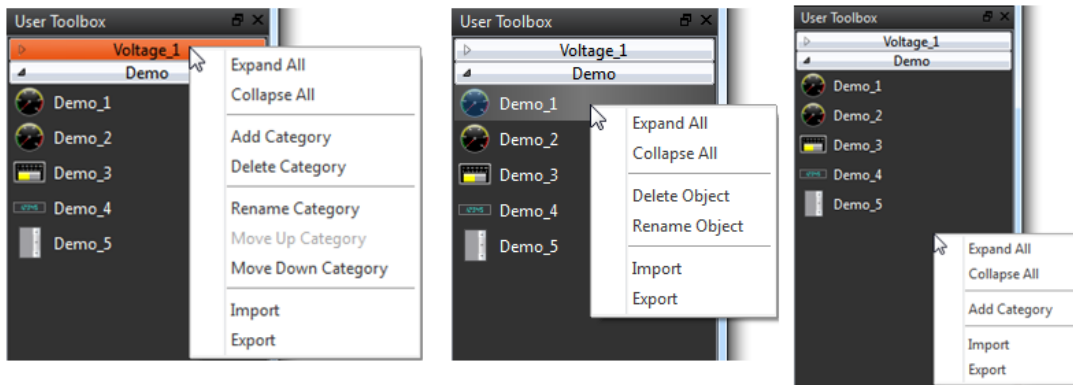 User Toolbox
Voltage_1
Demo
Demo_1
Demo_2
Demo_3
Demo_4
Demo_5
Expand All
Collapse All
Add Category
Delete Category
Rename Category
Move Up Category
Move Down Category
Import
Export
User Toolbox
Voltage_1
Demo
Demo_1
Demo_2
Demo_3
Demo_4
Demo_5
Expand All
Collapse All
Delete Object
Rename Object
Import
Export
User Toolbox
Voltage_1
Demo
Demo_1
Demo_2
Demo_3
Demo_4
Demo_5
Expand All
Collapse All
Add Category
Import
Export